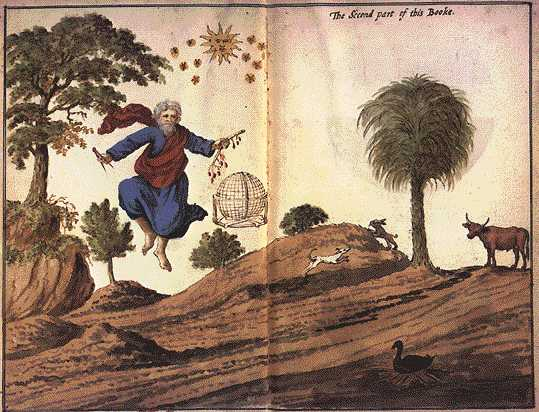 The Second part of this Booke.